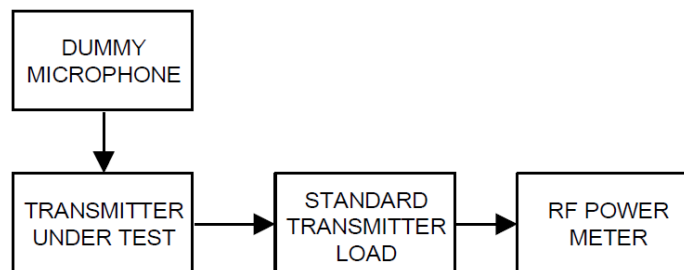 DUMMY
MICROPHONE
TRANSMITTER
UNDER TEST
STANDARD
TRANSMITTER
LOAD
RF POWER
METER